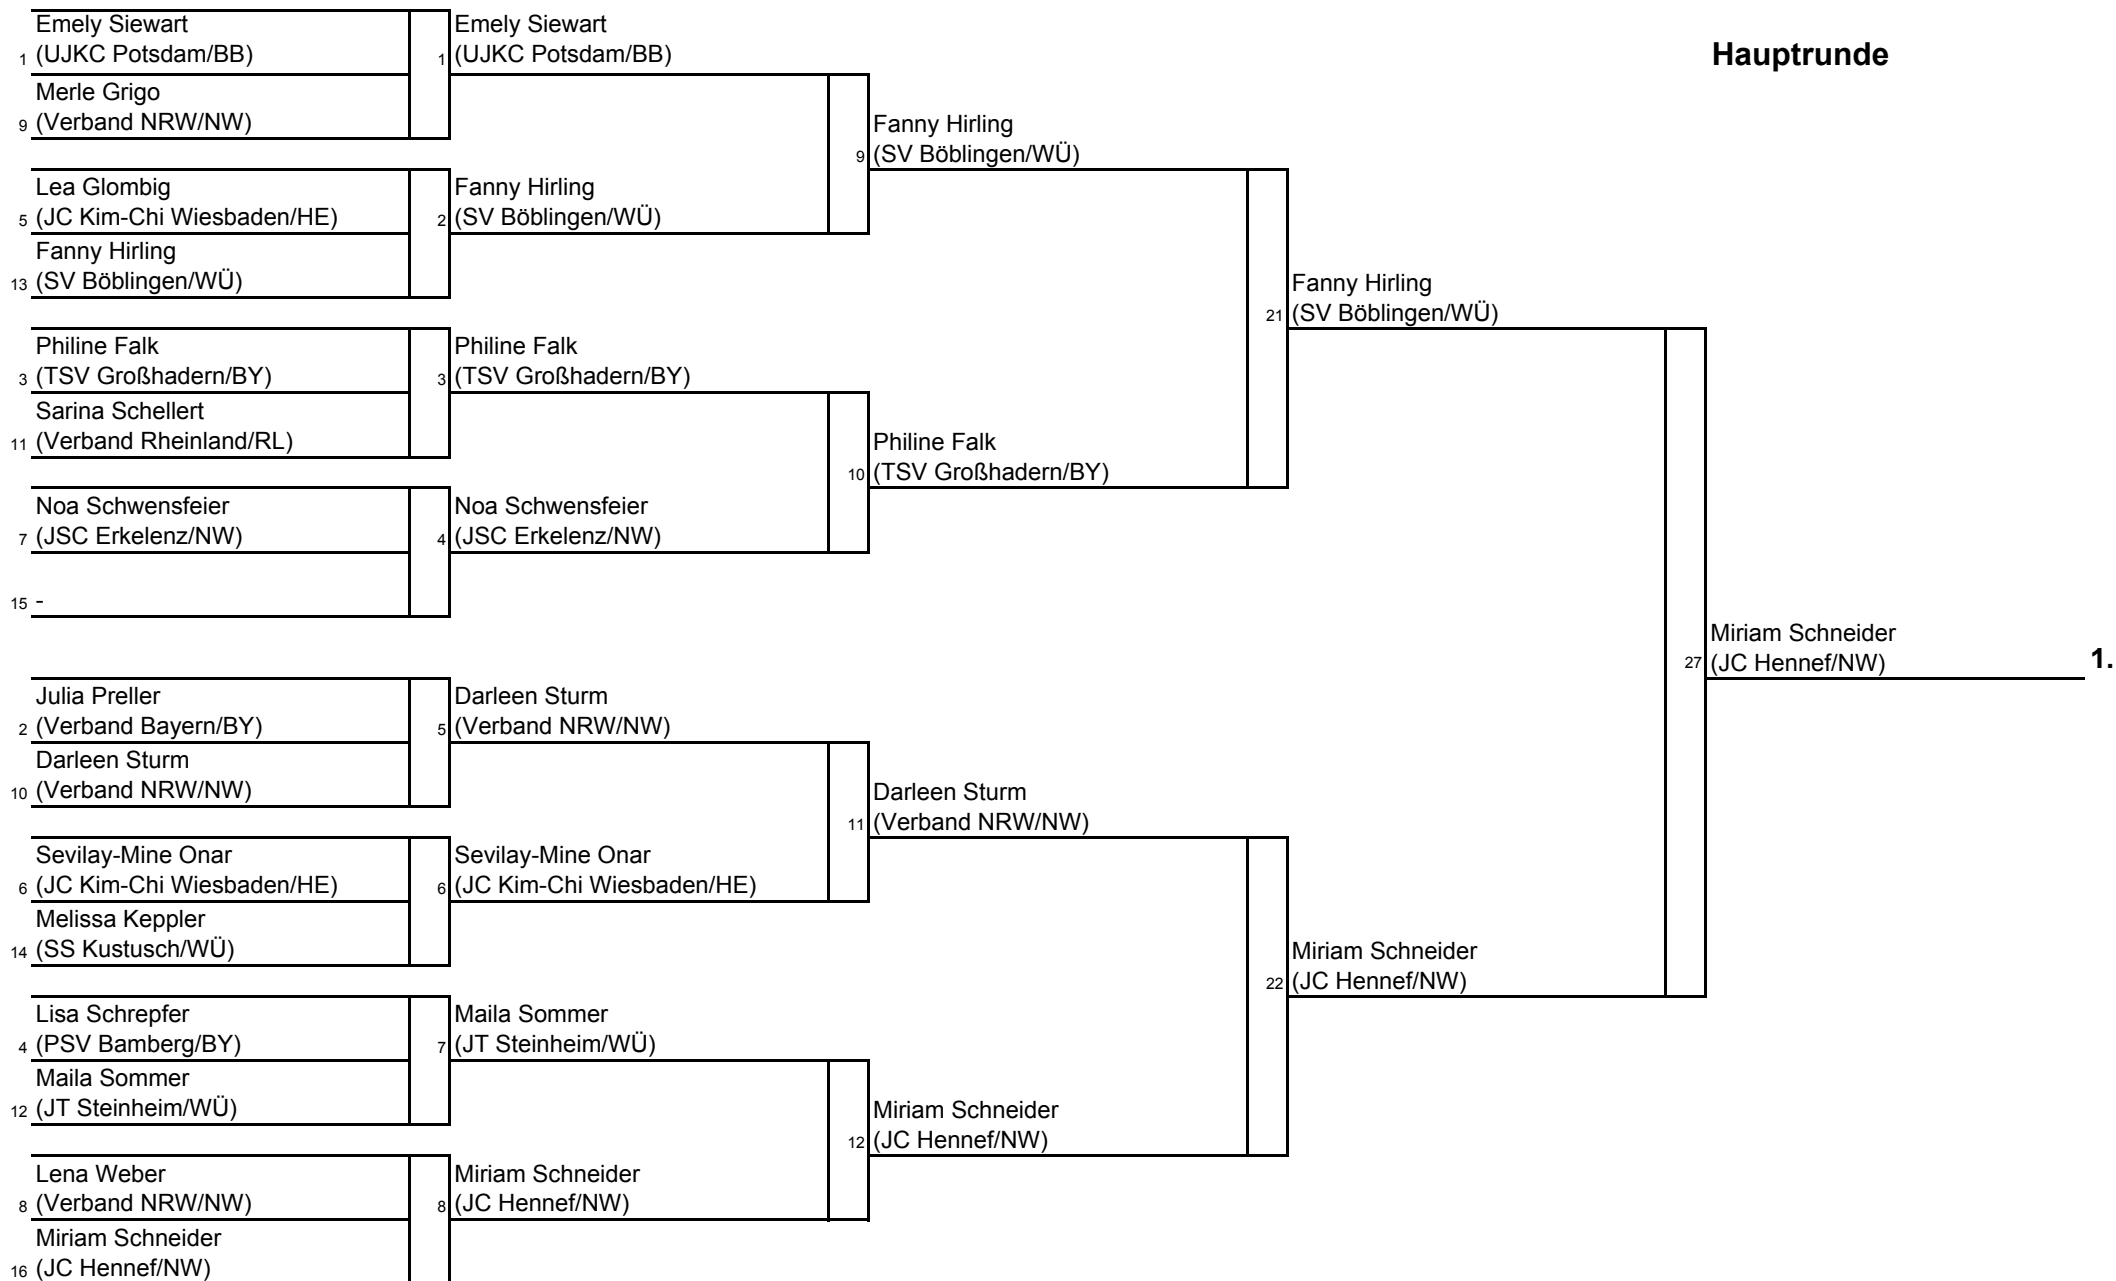 Hauptrunde
Emely Siewart
1 (UJKC Potsdam/BB)
Merle Grigo
9 (Verband NRW/NW)
Lea Glombig
5 (JC Kim-Chi Wiesbaden/HE)
Fanny Hirling
13 (SV Böblingen/WÜ)
Philine Falk
3 (TSV Großhadern/BY)
Sarina Schellert
11 (Verband Rheinland/RL)
Noa Schwensfeier
7 (JSC Erkelenz/NW)
15 -
Julia Preller
2 (Verband Bayern/BY)
Darleen Sturm
10 (Verband NRW/NW)
Sevilay-Mine Onar
6 (JC Kim-Chi Wiesbaden/HE)
Melissa Keppler
14 (SS Kustusch/WÜ)
Lisa Schrepfer
4 (PSV Bamberg/BY)
Maila Sommer
12 (JT Steinheim/WÜ)
Lena Weber
8 (Verband NRW/NW)
Miriam Schneider
16 (JC Hennef/NW)
Emely Siewart
1 (UJKC Potsdam/BB)
Fanny Hirling
2 (SV Böblingen/WÜ)
Philine Falk
3 (TSV Großhadern/BY)
Noa Schwensfeier
4 (JSC Erkelenz/NW)
Darleen Sturm
5 (Verband NRW/NW)
Sevilay-Mine Onar
6 (JC Kim-Chi Wiesbaden/HE)
Maila Sommer
7 (JT Steinheim/WÜ)
Miriam Schneider
8 (JC Hennef/NW)
Fanny Hirling
9 (SV Böblingen/WÜ)
Philine Falk
10 (TSV Großhadern/BY)
Darleen Sturm
11 (Verband NRW/NW)
Miriam Schneider
12 (JC Hennef/NW)
Fanny Hirling
21 (SV Böblingen/WÜ)
Miriam Schneider
22 (JC Hennef/NW)
Miriam Schneider
27 (JC Hennef/NW) 1.